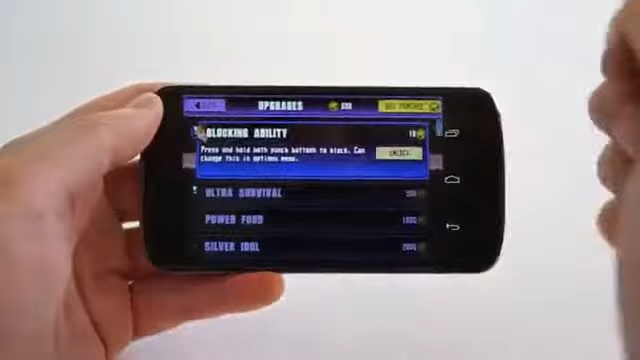 UPGRADES
BLOCKING ABILITY
Press and hold both punch buttons to block. Can
change this in options menu.
UNLOCK
ULTRA SURVIVAL
POWER FOOD
SILVER IDOL